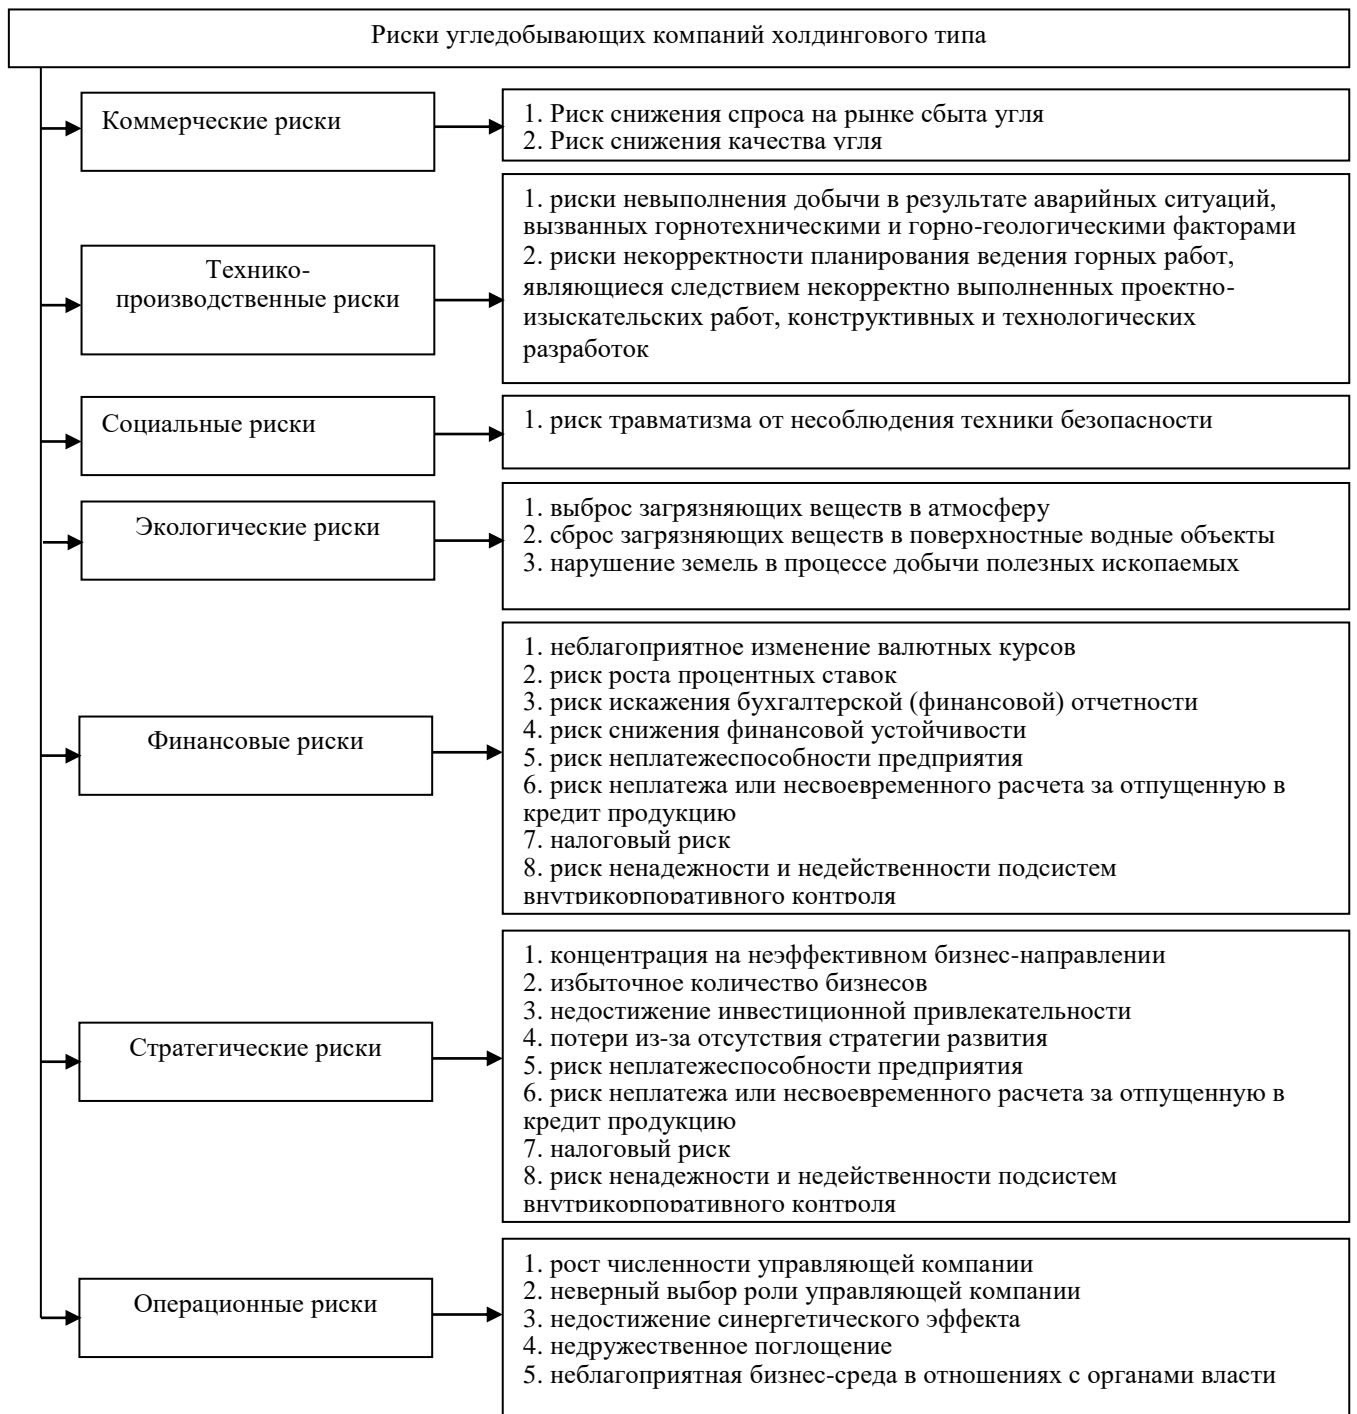 Риски угледобывающих компаний холдингового типа
Коммерческие риски
1. Риск снижения спроса на рынке сбыта угля
2. Риск снижения качества угля
Технико-
производственные риски
1. риски невыполнения добычи в результате аварийных ситуаций,
вызванных горнотехническими и горно-геологическими факторами
2. риски некорректности планирования ведения горных работ,
являющиеся следствием некорректно выполненных проектно-
изыскательских работ, конструктивных и технологических
разработок
Социальные риски
1. риск травматизма от несоблюдения техники безопасности
Экологические риски
1. выброс загрязняющих веществ в атмосферу
2. сброс загрязняющих веществ в поверхностные водные объекты
3. нарушение земель в процессе добычи полезных ископаемых
Финансовые риски
1. неблагоприятное изменение валютных курсов
2. риск роста процентных ставок
3. риск искажения бухгалтерской (финансовой) отчетности
4. риск снижения финансовой устойчивости
5. риск неплатежеспособности предприятия
6. риск неплатежа или несвоевременного расчета за отпущенную в
кредит продукцию
7. налоговый риск
8. риск ненадежности и недейственности подсистем
внутрикорпоративного контроля
Стратегические риски
1. концентрация на неэффективном бизнес-направлении
2. избыточное количество бизнесов
3. недостижение инвестиционной привлекательности
4. потери из-за отсутствия стратегии развития
5. риск неплатежеспособности предприятия
6. риск неплатежа или несвоевременного расчета за отпущенную в
кредит продукцию
7. налоговый риск
8. риск ненадежности и недейственности подсистем
внутрикорпоративного контроля
Операционные риски
1. рост численности управляющей компании
2. неверный выбор роли управляющей компании
3. недостижение синергетического эффекта
4. недружественное поглощение
5. неблагоприятная бизнес-среда в отношениях с органами власти